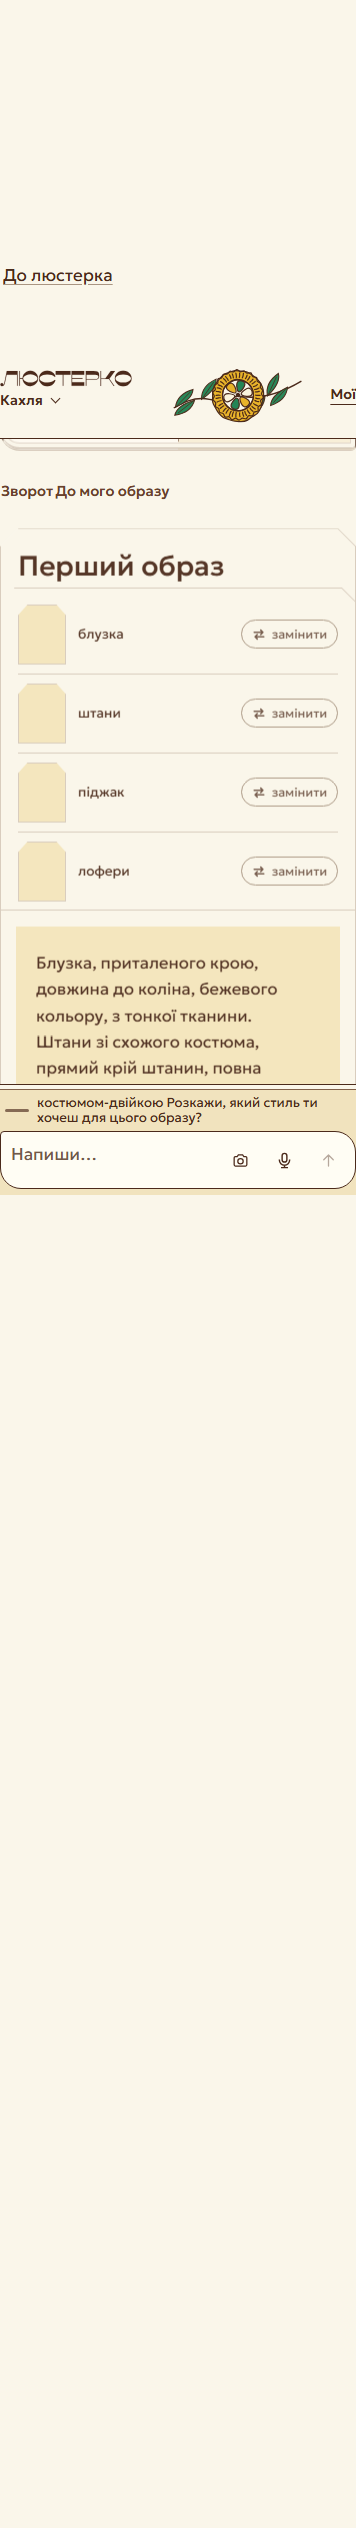 До люстерка
ЛЮСТЕРКО
Кахля
Мої
Зворот До мого образу
Перший образ
блузка
замінити
штани
замінити
піджак
замінити
лофери
замінити
Блузка, приталеного крою,
довжина до коліна, бежевого
кольору, з тонкої тканини.
Штани зі схожого костюма,
прямий крій штанин, повна
костюмом-двійкою Розкажи, який стиль ти
хочеш для цього образу?
Напиши...